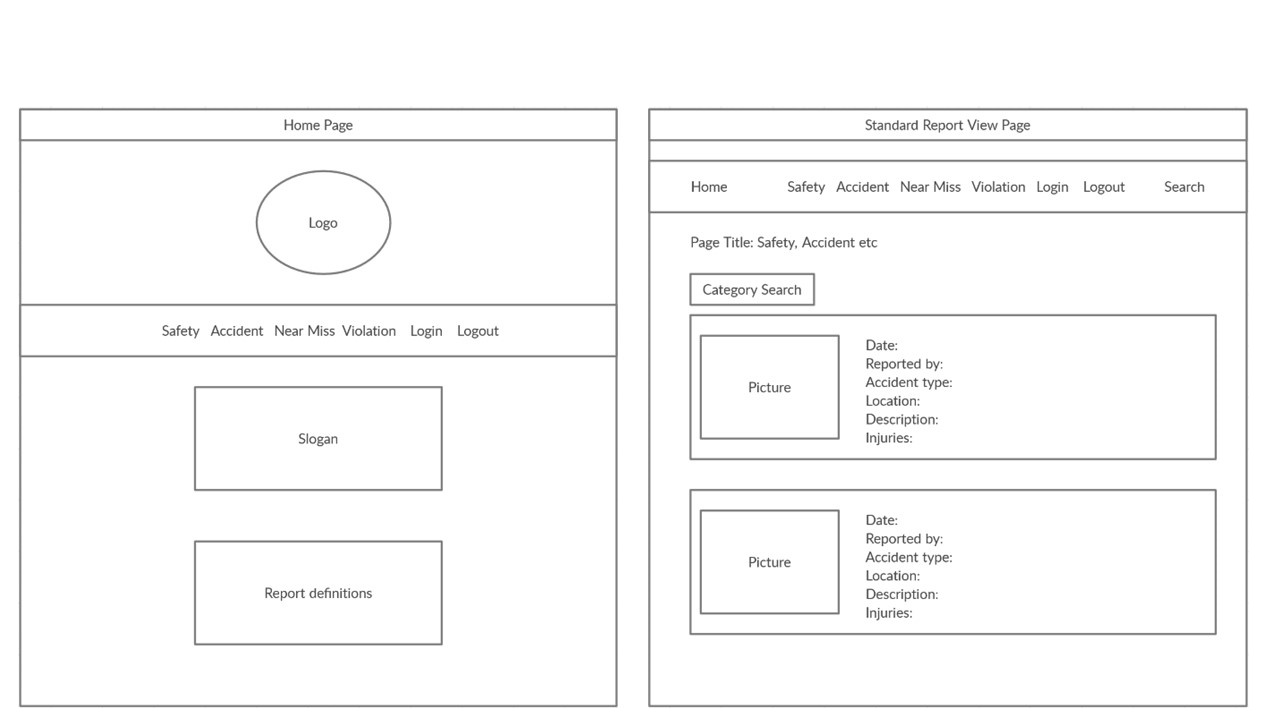 Home Page
Logo
Safety Accident Near Miss Violation Login Logout
Slogan
Report definitions
Standard Report View Page
Home Safety Accident Near Miss Violation Login Logout Search
Page Title: Safety, Accident etc
Category Search
Picture
Date:
Reported by:
Accident type:
Location:
Description:
Injuries:
Picture
Date:
Reported by:
Accident type:
Location:
Description:
Injuries: